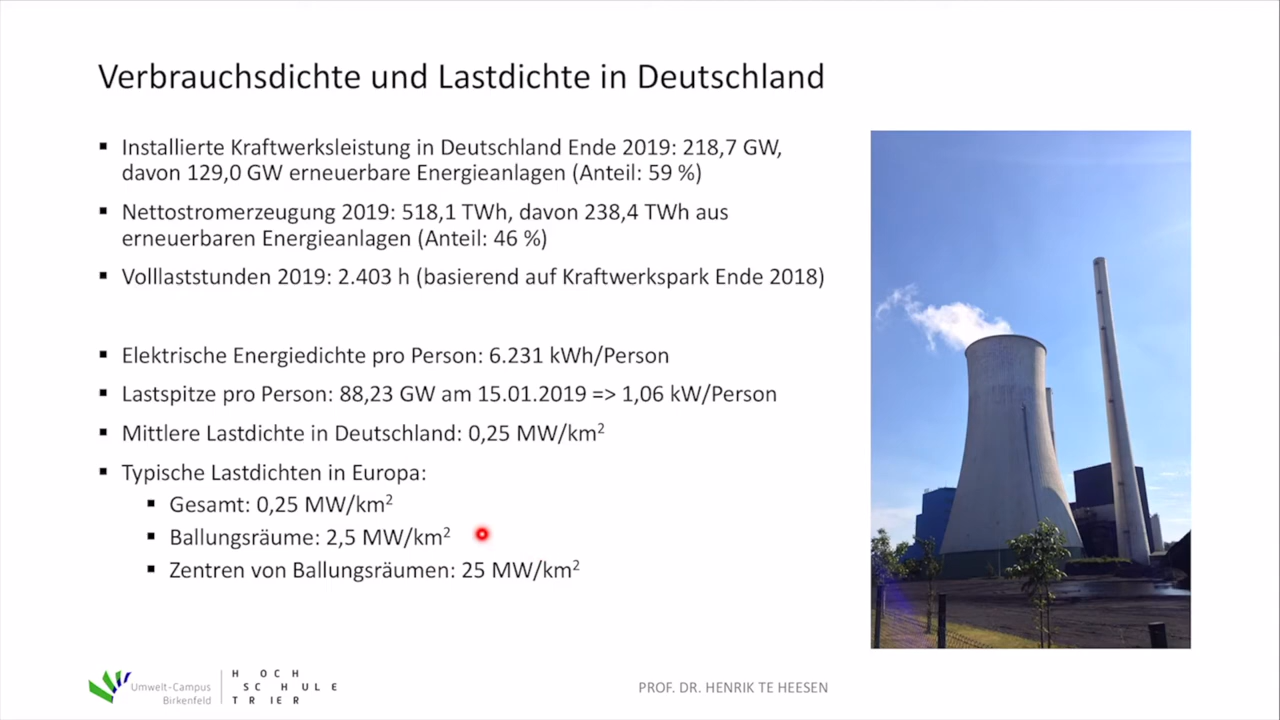 Verbrauchsdichte und Lastdichte in Deutschland
▪ Installierte Kraftwerksleistung in Deutschland Ende 2019: 218,7 GW,
davon 129,0 GW erneuerbare Energieanlagen (Anteil: 59 %)
▪ Nettostromerzeugung 2019: 518,1 TWh, davon 238,4 TWh aus
erneuerbaren Energieanlagen (Anteil: 46 %)
▪ Volllaststunden 2019: 2.403 h (basierend auf Kraftwerkspark Ende 2018)
▪ Elektrische Energiedichte pro Person: 6.231 kWh/Person
▪ Lastspitze pro Person: 88,23 GW am 15.01.2019 => 1,06 kW/Person
▪ Mittlere Lastdichte in Deutschland: 0,25 MW/km²
▪ Typische Lastdichten in Europa:
▪ Gesamt: 0,25 MW/km²
▪ Ballungsräume: 2,5 MW/km²
▪ Zentren von Ballungsräumen: 25 MW/km²
Umwelt-Campus
Birkenfeld
HOCH
SCHULE
TRIER
PROF. DR. HENRIK TE HEESEN